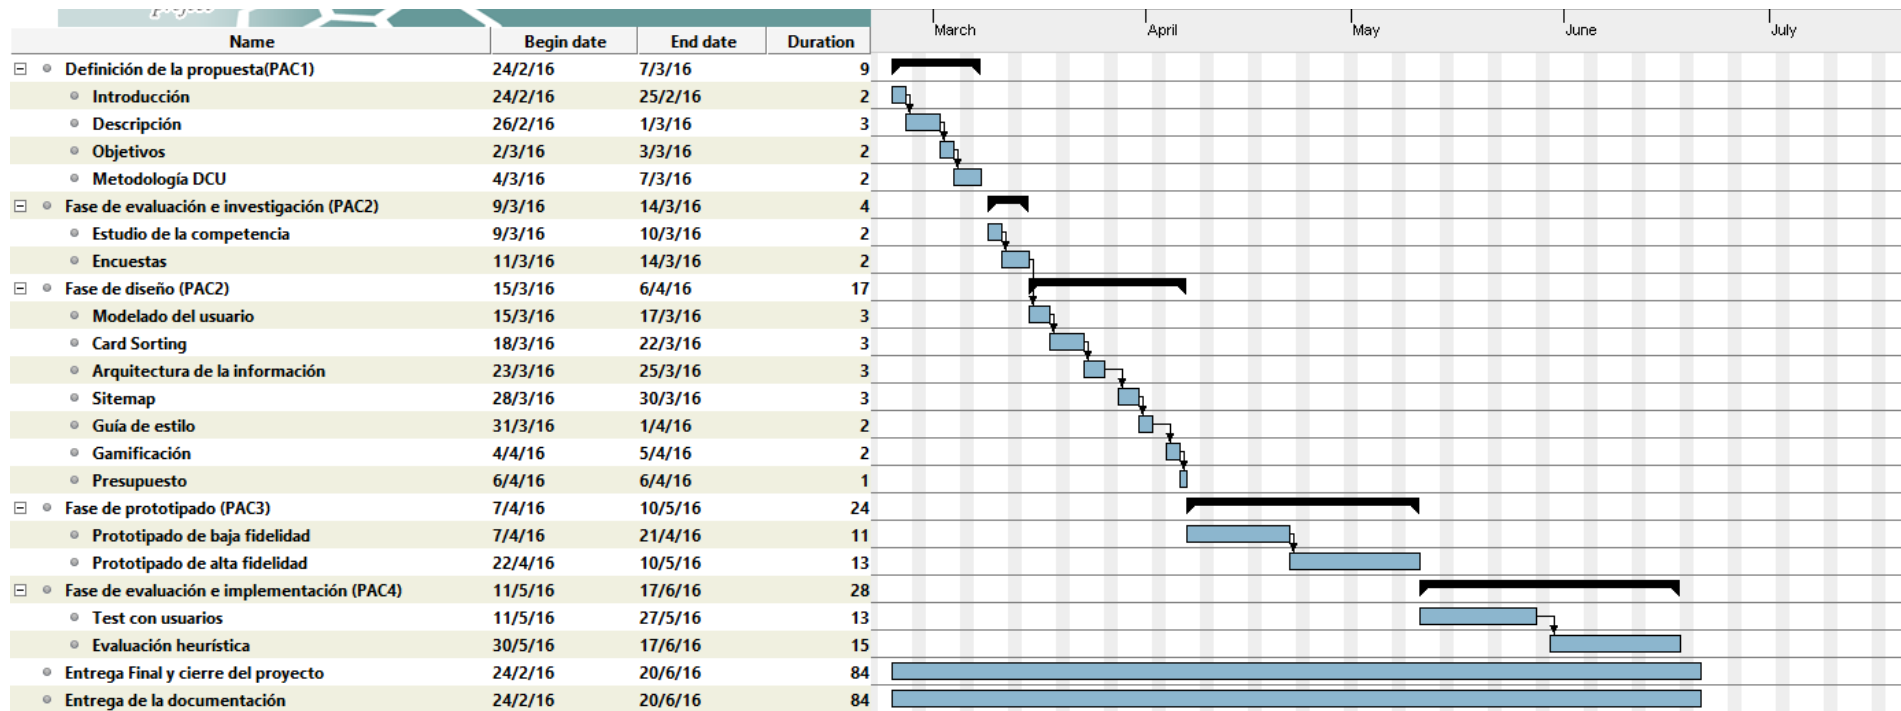 project
March April May June July
Name Begin date End date Duration
Definición de la propuesta(PAC1) 24/2/16 7/3/16 9
Introducción 24/2/16 25/2/16 2
Descripción 26/2/16 1/3/16 3
Objetivos 2/3/16 3/3/16 2
Metodología DCU 4/3/16 7/3/16 2
Fase de evaluación e investigación (PAC2) 9/3/16 14/3/16 4
Estudio de la competencia 9/3/16 10/3/16 2
Encuestas 11/3/16 14/3/16 2
Fase de diseño (PAC2) 15/3/16 6/4/16 17
Modelado del usuario 15/3/16 17/3/16 3
Card Sorting 18/3/16 22/3/16 3
Arquitectura de la información 23/3/16 25/3/16 3
Sitemap 28/3/16 30/3/16 3
Guía de estilo 31/3/16 1/4/16 2
Gamificación 4/4/16 5/4/16 2
Presupuesto 6/4/16 6/4/16 1
Fase de prototipado (PAC3) 7/4/16 10/5/16 24
Prototipado de baja fidelidad 7/4/16 21/4/16 11
Prototipado de alta fidelidad 22/4/16 10/5/16 13
Fase de evaluación e implementación (PAC4) 11/5/16 17/6/16 28
Test con usuarios 11/5/16 27/5/16 13
Evaluación heurística 30/5/16 17/6/16 15
Entrega Final y cierre del proyecto 24/2/16 20/6/16 84
Entrega de la documentación 24/2/16 20/6/16 84